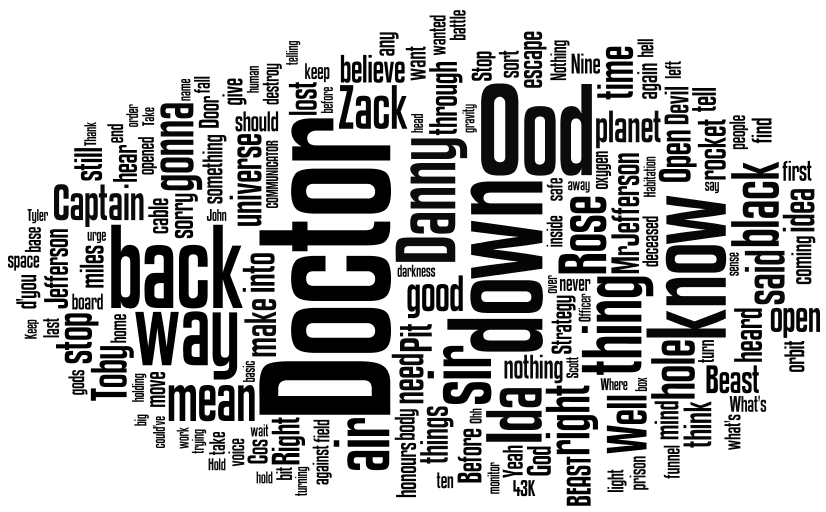 Doctor
Ood
down
know
back
way
Danny
thing
sir
Rose
Ida
hole
black
Zack
mean
air
right
Well
Toby
Captain
believe
planet
time
gonna
universe
good
through
said
idea
open
Mr Jefferson
Beast
BEAST
nothing
need
Pit
things
stop
make
into
still
hear
sorry
something
Door
fall
give
should
lost
keep
before
any
want
wanted
battle
telling
human
destroy
COMMUNICATOR
name
order
Take
Thank
end
opened
cable
John
Tyler
base
space
urge
miles
Jefferson
d'you
board
Keep
last
home
gods
holding
move
basic
big
could've
work
trying
Hold
take
voice
wait
Cos
Right
hold
bit
turning
against
field
honours
body
darkness
head
gravity
Stop
sort
escape
Nothing
Nine
again
hell
left
Open
Devil
tell
rocket
say
people
find
first
oxygen
away
safe
inside
Habitation
deceased
over
never
Officer
Strategy
-
Scott
Where
box
light
prison
mind
think
funnel
turn
heard
sense
coming
orbit
What's
what's
Before
Ohh
ten
monitor
Yeah
God
43K